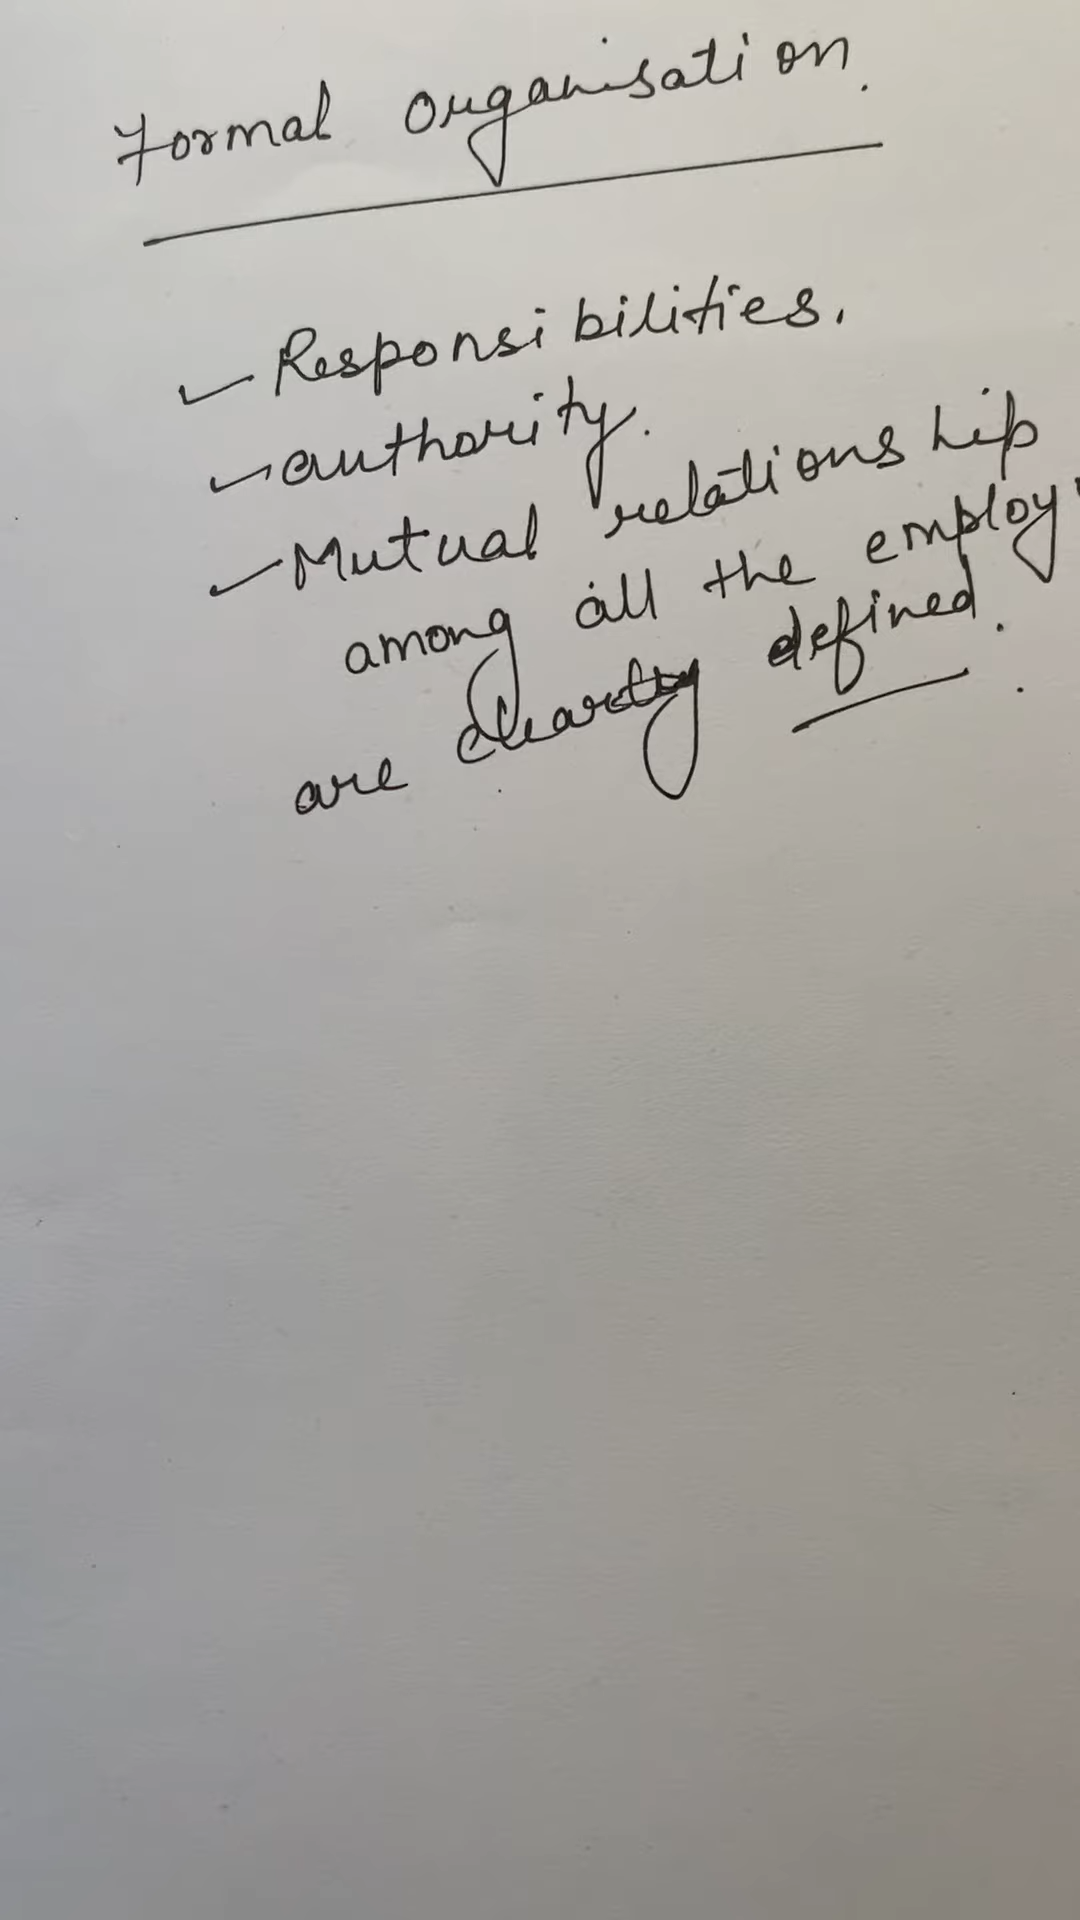 Formal organisation.
Responsibilities.
authority.
Mutual relationship
among all the employ
are clearly defined.